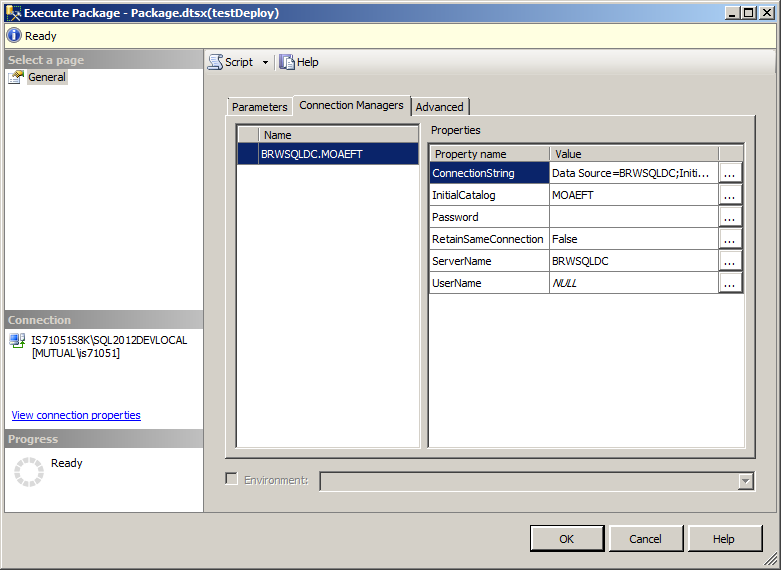 Execute Package - Package.dtsx(testDeploy)
Ready
Select a page
General
Script
Help
Parameters
Connection Managers
Advanced
Name
BRWSQLDC.MOAEFT
Properties
Property name Value
ConnectionString Data Source=BRWSQLDC;Initi... ...
InitialCatalog MOAEFT ...
Password ...
RetainSameConnection False ...
ServerName BRWSQLDC ...
UserName NULL ...
Connection
IS71051S8K\SQL2012DEVLOCAL
[MUTUAL\is71051]
View connection properties
Progress
Ready
Environment:
OK
Cancel
Help